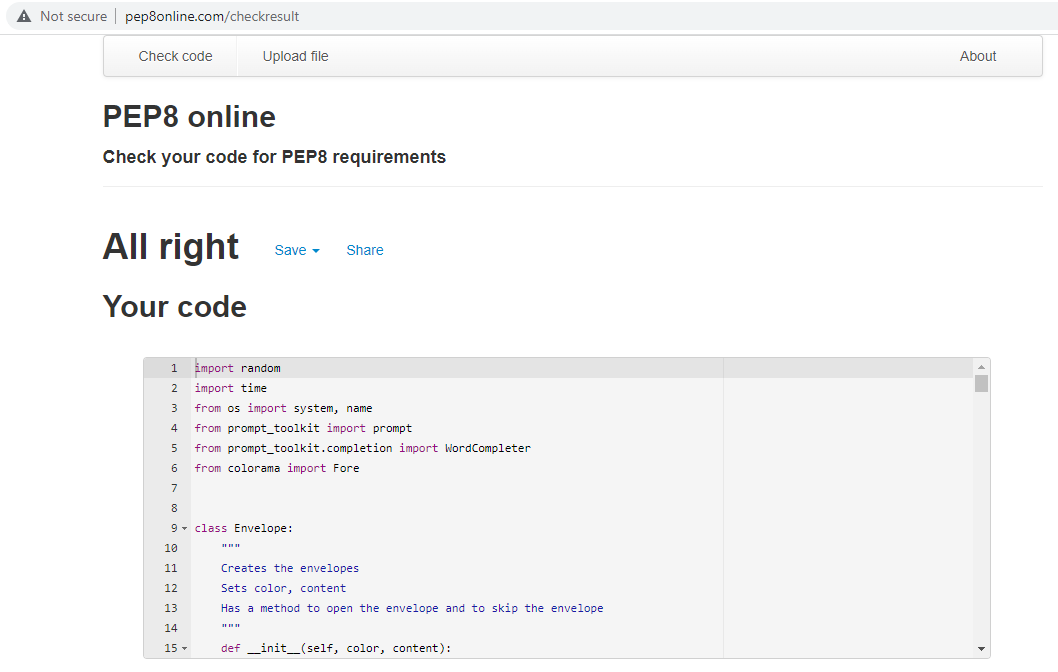 Not secure | pep8online.com/checkresult
Check code Upload file About
PEP8 online
Check your code for PEP8 requirements
All right Save Share
Your code
1 import random
2 import time
3 from os import system, name
4 from prompt_toolkit import prompt
5 from prompt_toolkit.completion import WordCompleter
6 from colorama import Fore
7
8
9 class Envelope:
10 """
11 Creates the envelopes
12 Sets color, content
13 Has a method to open the envelope and to skip the envelope
14 """
15 def __init__(self, color, content):